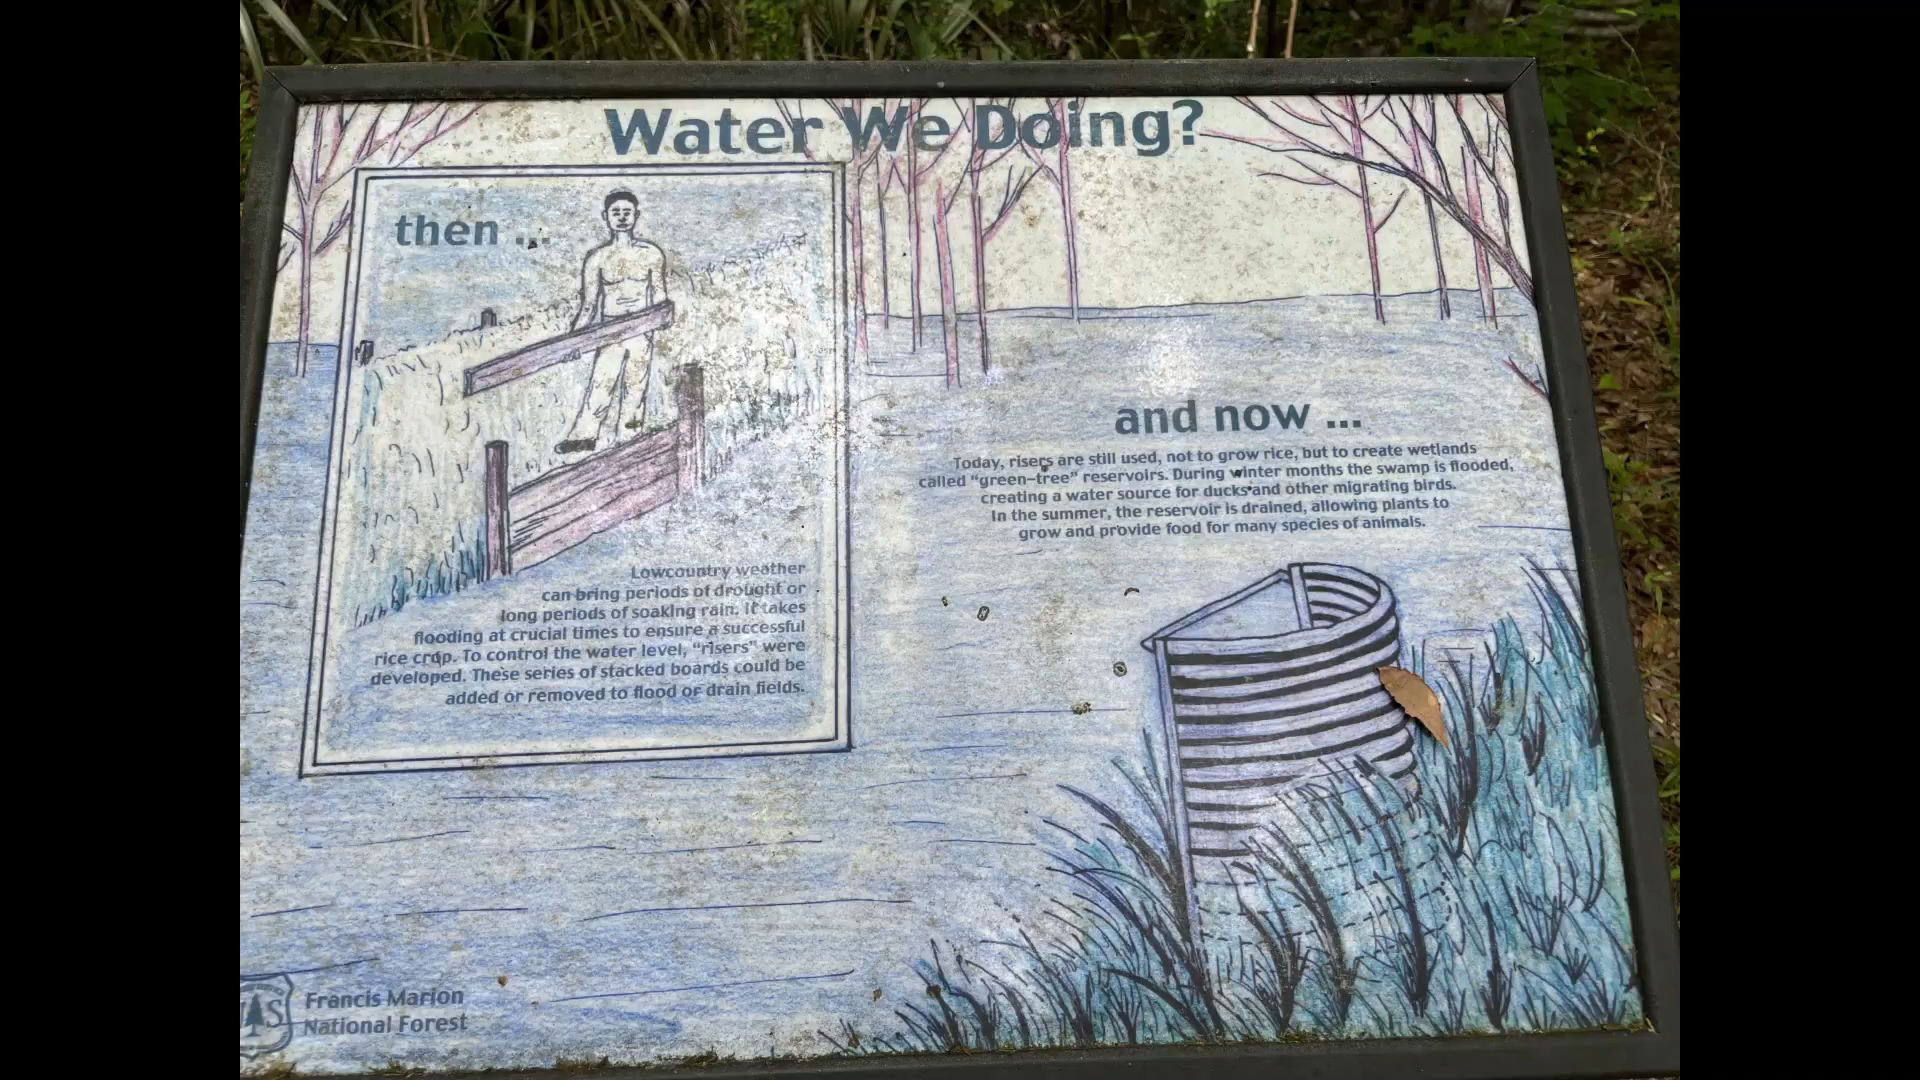 Water We Doing?
then ...
Lowcountry weather
can bring periods of drought or
long periods of soaking rain. It takes
flooding at crucial times to ensure a successful
rice crop. To control the water level, "risers" were
developed. These series of stacked boards could be
added or removed to flood or drain fields.
and now ...
Today, risers are still used, not to grow rice, but to create wetlands
called "green-tree" reservoirs. During winter months the swamp is flooded,
creating a water source for ducks and other migrating birds.
In the summer, the reservoir is drained, allowing plants to
grow and provide food for many species of animals.
S
Francis Marion
National Forest